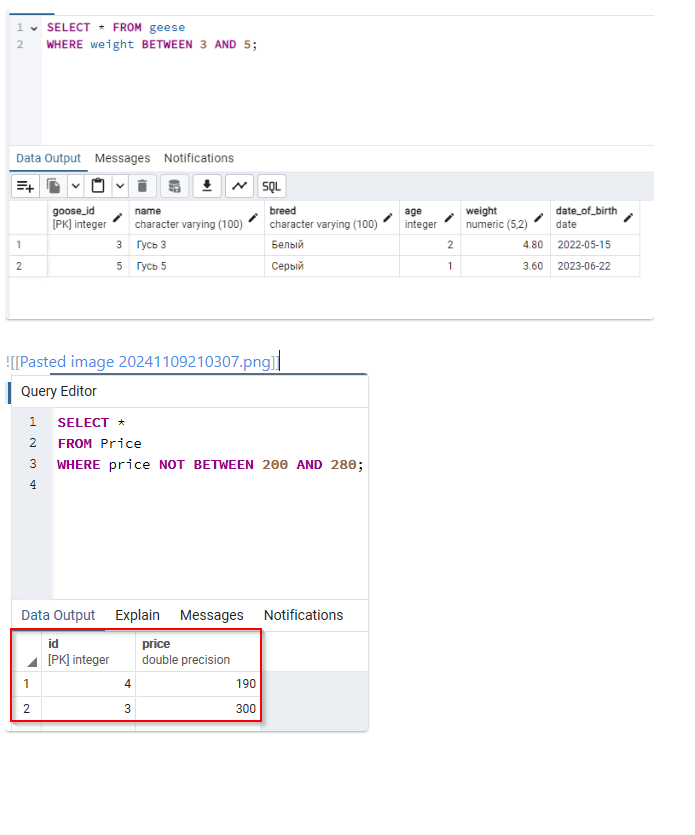 1 SELECT * FROM geese
2 WHERE weight BETWEEN 3 AND 5;
Data Output Messages Notifications
SQL
goose_id name breed age weight date_of_birth
[PK] integer character varying (100) character varying (100) integer numeric (5,2) date
1 3 Гусь 3 Белый 2 4.80 2022-05-15
2 5 Гусь 5 Серый 1 3.60 2023-06-22
![[Pasted image 20241109210307.png]]
Query Editor
1 SELECT *
2 FROM Price
3 WHERE price NOT BETWEEN 200 AND 280;
4
Data Output Explain Messages Notifications
id price
[PK] integer double precision
1 4 190
2 3 300